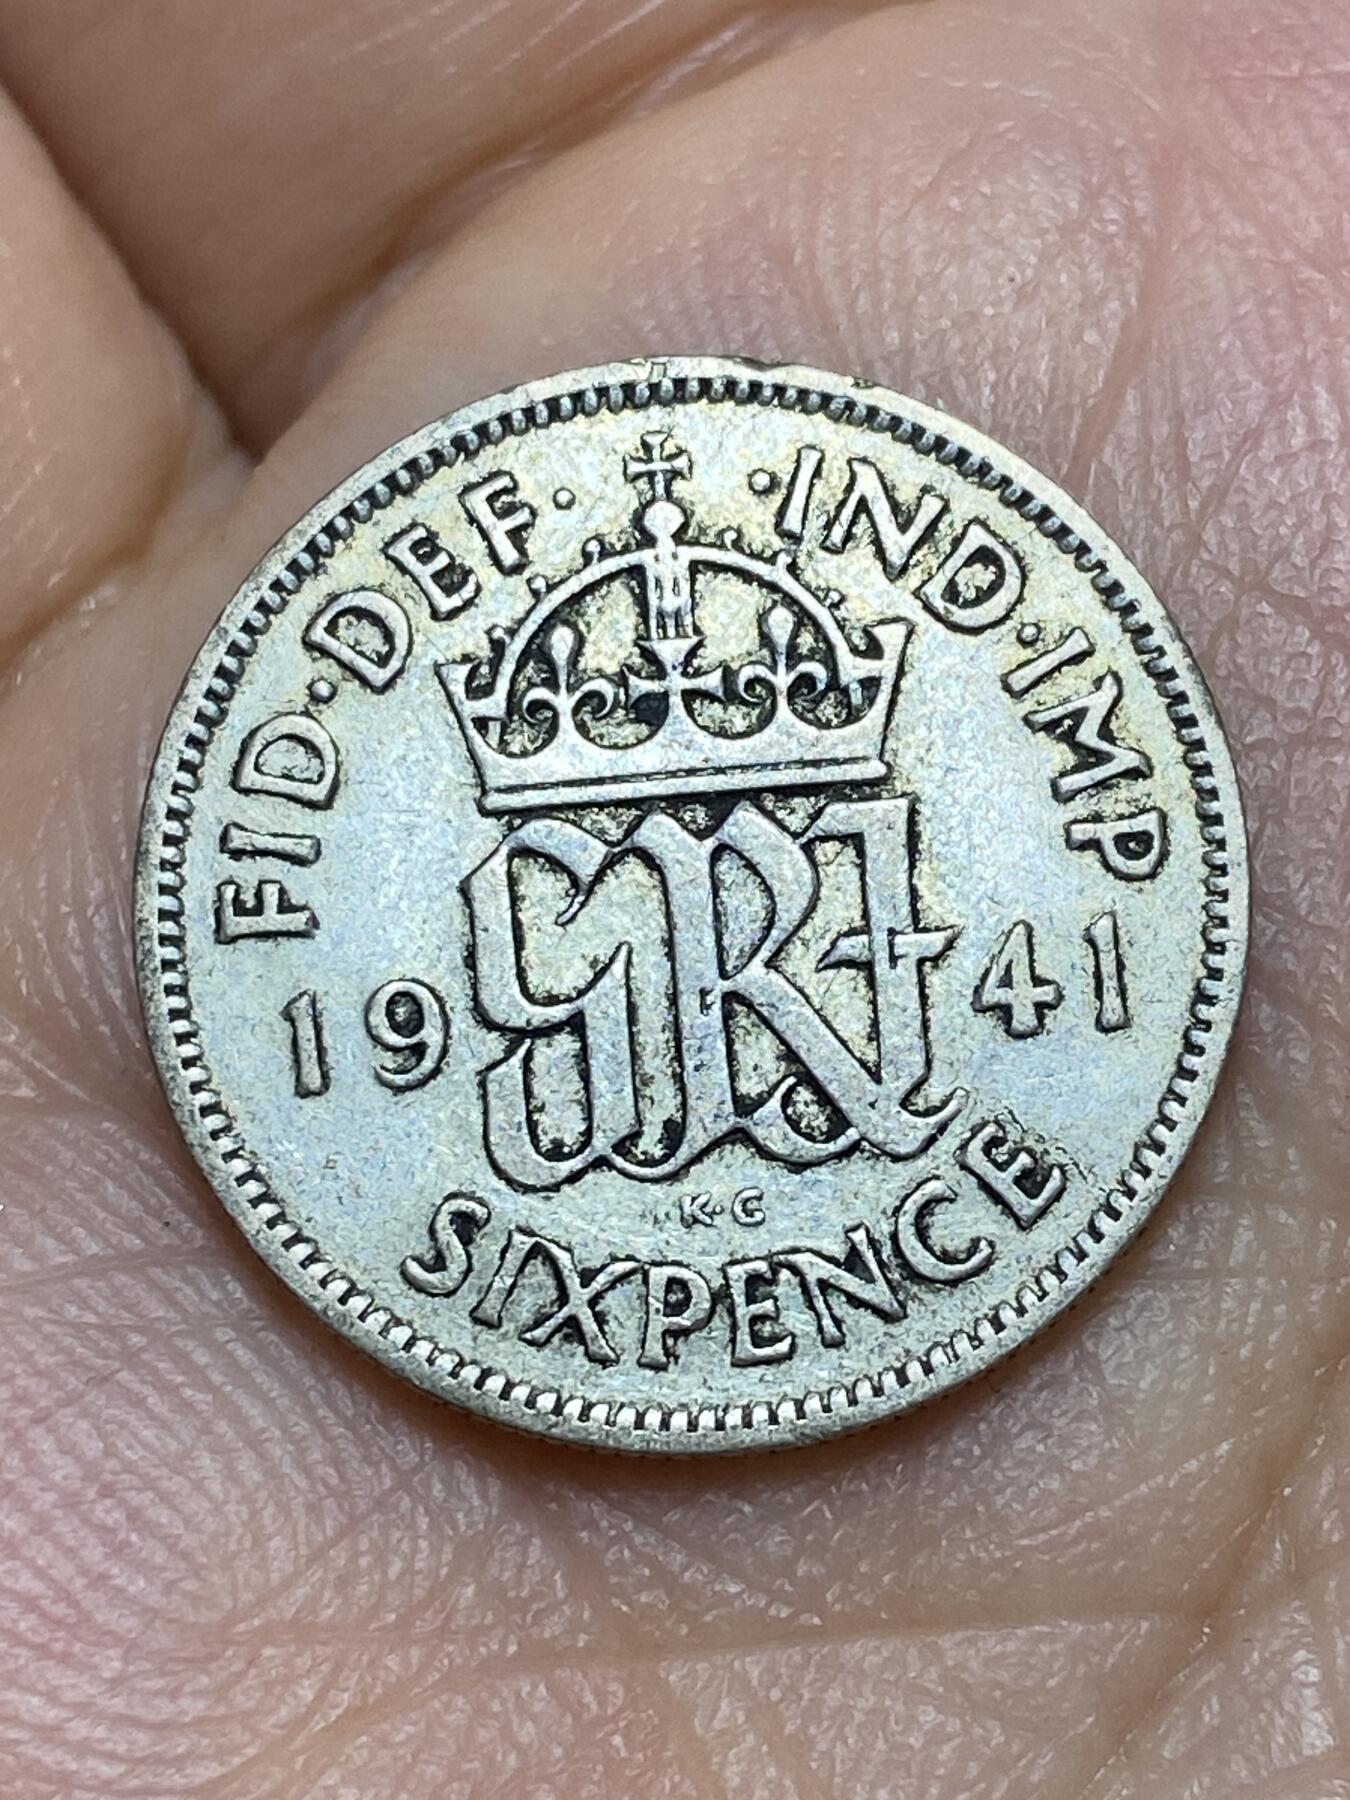 FID·DEF· ·IND·IMP
19 41
GRI
K·G
SIXPENCE